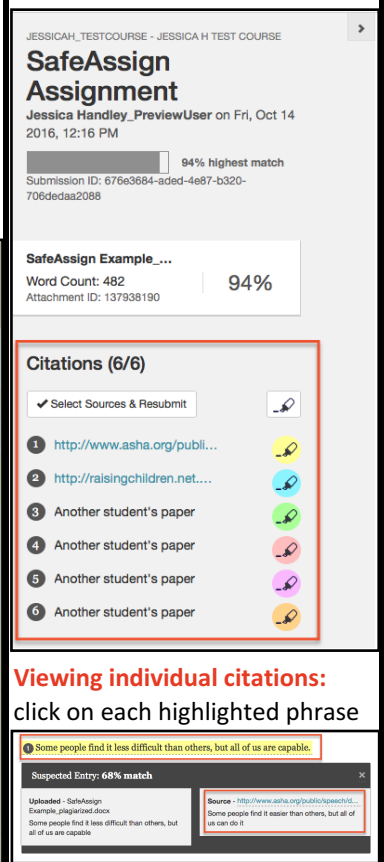 JESSICAH_TESTCOURSE - JESSICA H TEST COURSE
SafeAssign
Assignment
Jessica Handley_PreviewUser on Fri, Oct 14
2016, 12:16 PM
94% highest match
Submission ID: 676e3684-aded-4e87-b320-
706dedaa2088
SafeAssign Example_...
Word Count: 482
Attachment ID: 137938190
94%
Citations (6/6)
Select Sources & Resubmit
1 http://www.asha.org/publi...
2 http://raisingchildren.net....
3 Another student's paper
4 Another student's paper
5 Another student's paper
6 Another student's paper
Viewing individual citations:
click on each highlighted phrase
1 Some people find it less difficult than others, but all of us are capable.
Suspected Entry: 68% match
Uploaded - SafeAssign
Example_plagiarized.docx
Some people find it less difficult than others, but
all of us are capable
Source - http://www.asha.org/public/speech/d...
Some people find it easier than others, but all of
us can do it